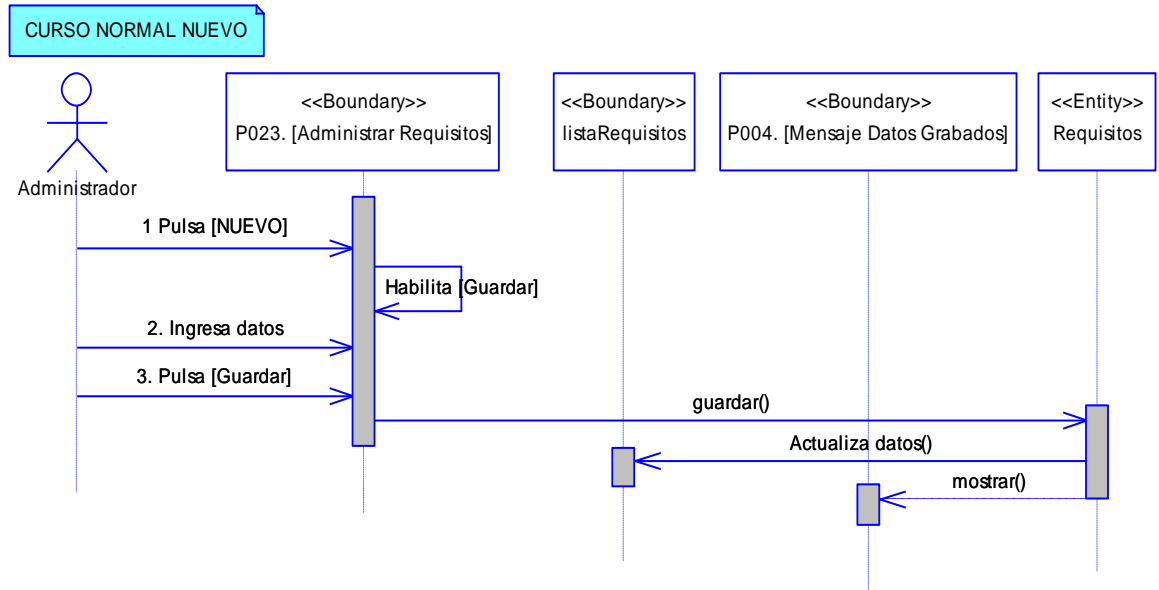 CURSO NORMAL NUEVO
<<Boundary>>
P023. [Administrar Requisitos]
<<Boundary>>
listaRequisitos
<<Boundary>>
P004. [Mensaje Datos Grabados]
<<Entity>>
Requisitos
Administrador
1 Pulsa [NUEVO]
Habilita [Guardar]
2. Ingresa datos
3. Pulsa [Guardar]
guardar()
Actualiza datos()
mostrar()